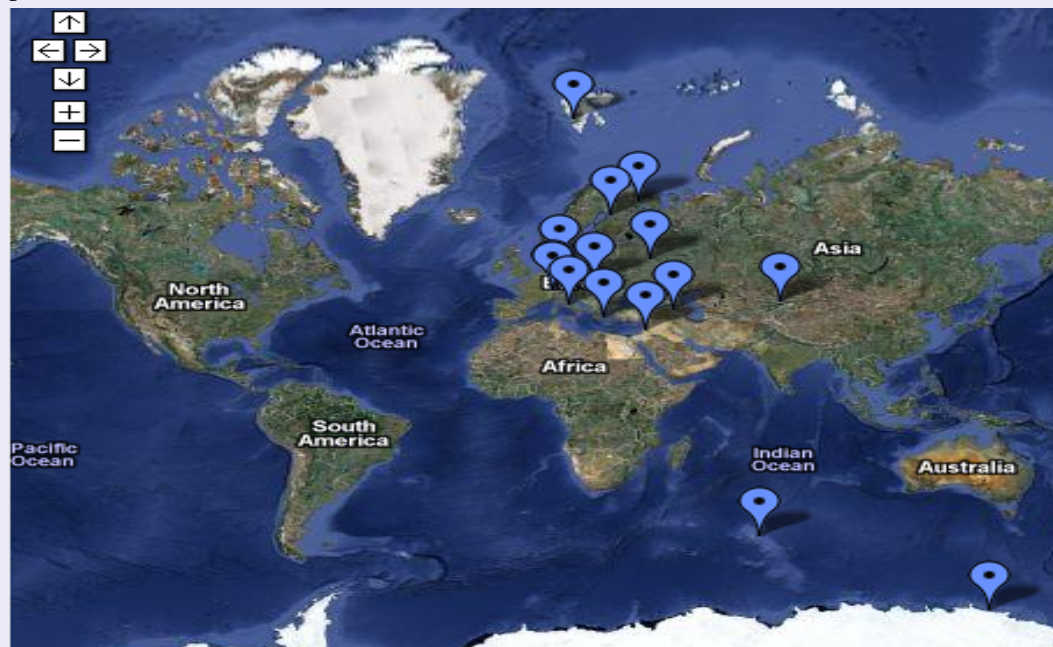 Asia
North
America
E
Atlantic
Ocean
Africa
South
America
Pacific
Ocean
Indian
Ocean
Australia